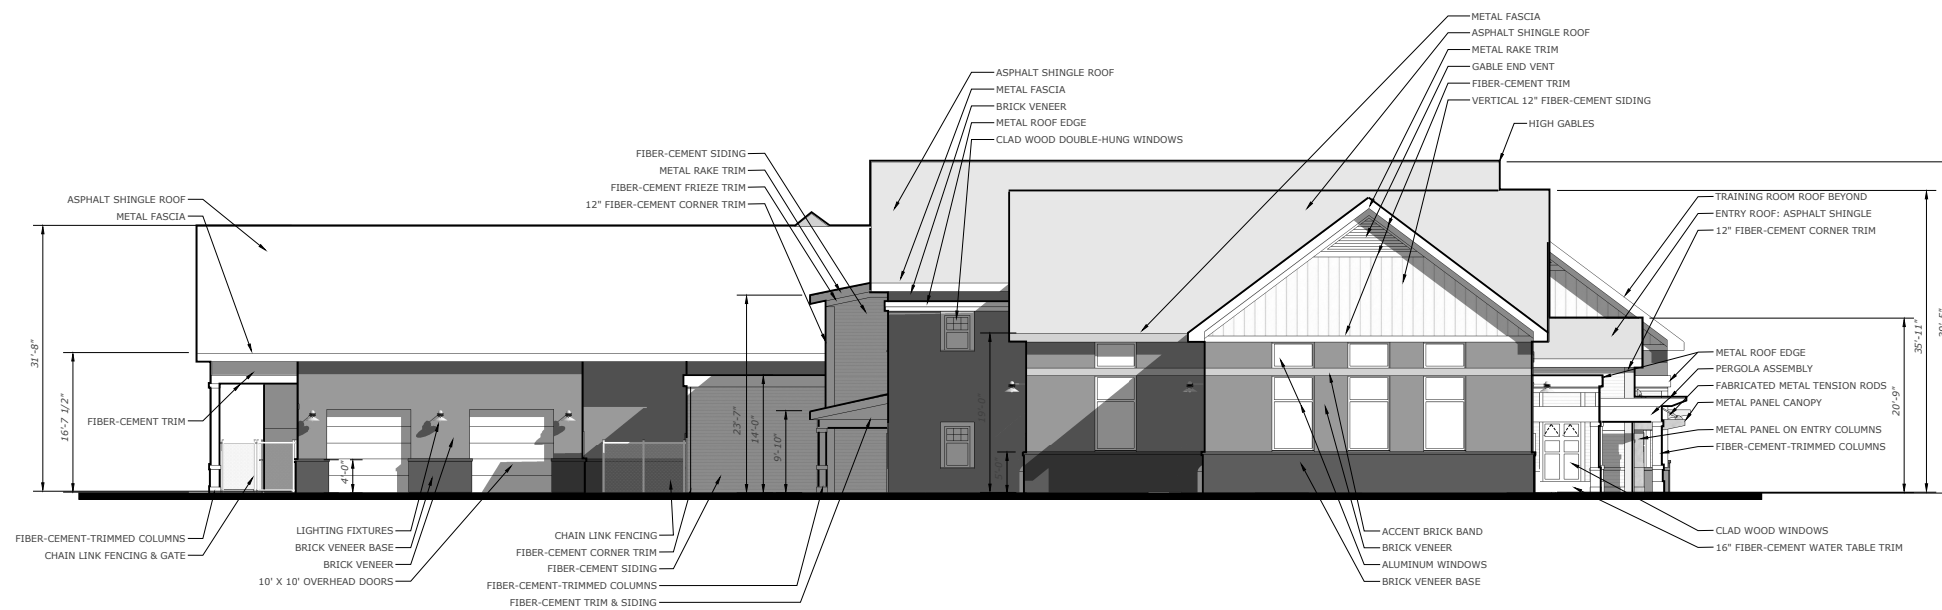 METAL FASCIA
ASPHALT SHINGLE ROOF
METAL RAKE TRIM
GABLE END VENT
FIBER-CEMENT TRIM
VERTICAL 12" FIBER-CEMENT SIDING
HIGH GABLES
ASPHALT SHINGLE ROOF
METAL FASCIA
BRICK VENEER
METAL ROOF EDGE
CLAD WOOD DOUBLE-HUNG WINDOWS
FIBER-CEMENT SIDING
METAL RAKE TRIM
FIBER-CEMENT FRIEZE TRIM
12" FIBER-CEMENT CORNER TRIM
ASPHALT SHINGLE ROOF
METAL FASCIA
TRAINING ROOM ROOF BEYOND
ENTRY ROOF: ASPHALT SHINGLE
12" FIBER-CEMENT CORNER TRIM
31'-8"
16'-7 1/2"
FIBER-CEMENT TRIM
4'-0"
23'-7"
14'-0"
9'-10"
19'-0"
5'-0"
35'-11"
20'-9"
METAL ROOF EDGE
PERGOLA ASSEMBLY
FABRICATED METAL TENSION RODS
METAL PANEL CANOPY
METAL PANEL ON ENTRY COLUMNS
FIBER-CEMENT-TRIMMED COLUMNS
FIBER-CEMENT-TRIMMED COLUMNS
CHAIN LINK FENCING & GATE
LIGHTING FIXTURES
BRICK VENEER BASE
BRICK VENEER
10' X 10' OVERHEAD DOORS
CHAIN LINK FENCING
FIBER-CEMENT CORNER TRIM
FIBER-CEMENT SIDING
FIBER-CEMENT-TRIMMED COLUMNS
FIBER-CEMENT TRIM & SIDING
ACCENT BRICK BAND
BRICK VENEER
ALUMINUM WINDOWS
BRICK VENEER BASE
CLAD WOOD WINDOWS
16" FIBER-CEMENT WATER TABLE TRIM